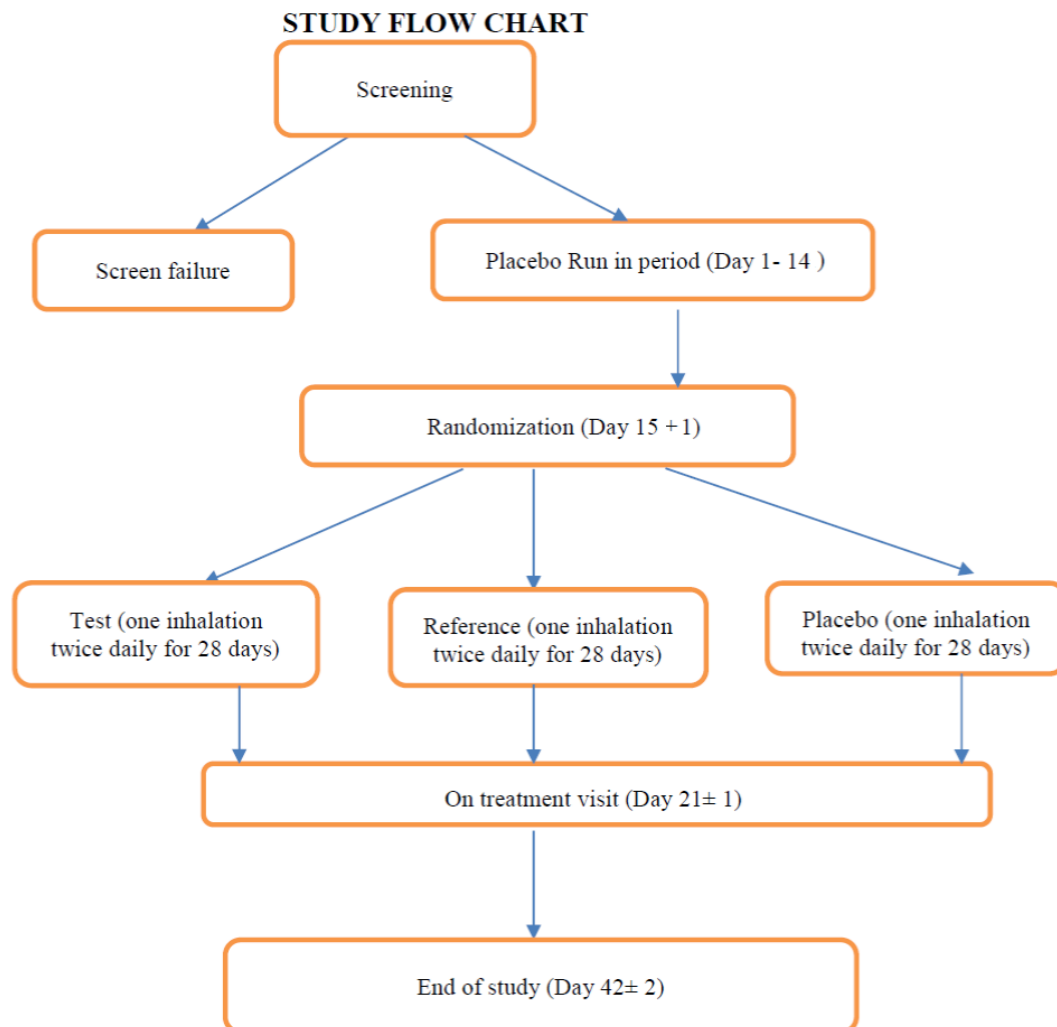 STUDY FLOW CHART
Screening
Screen failure
Placebo Run in period (Day 1- 14 )
Randomization (Day 15 +1)
Test (one inhalation
twice daily for 28 days)
Reference (one inhalation
twice daily for 28 days)
Placebo (one inhalation
twice daily for 28 days)
On treatment visit (Day 21± 1)
End of study (Day 42± 2)